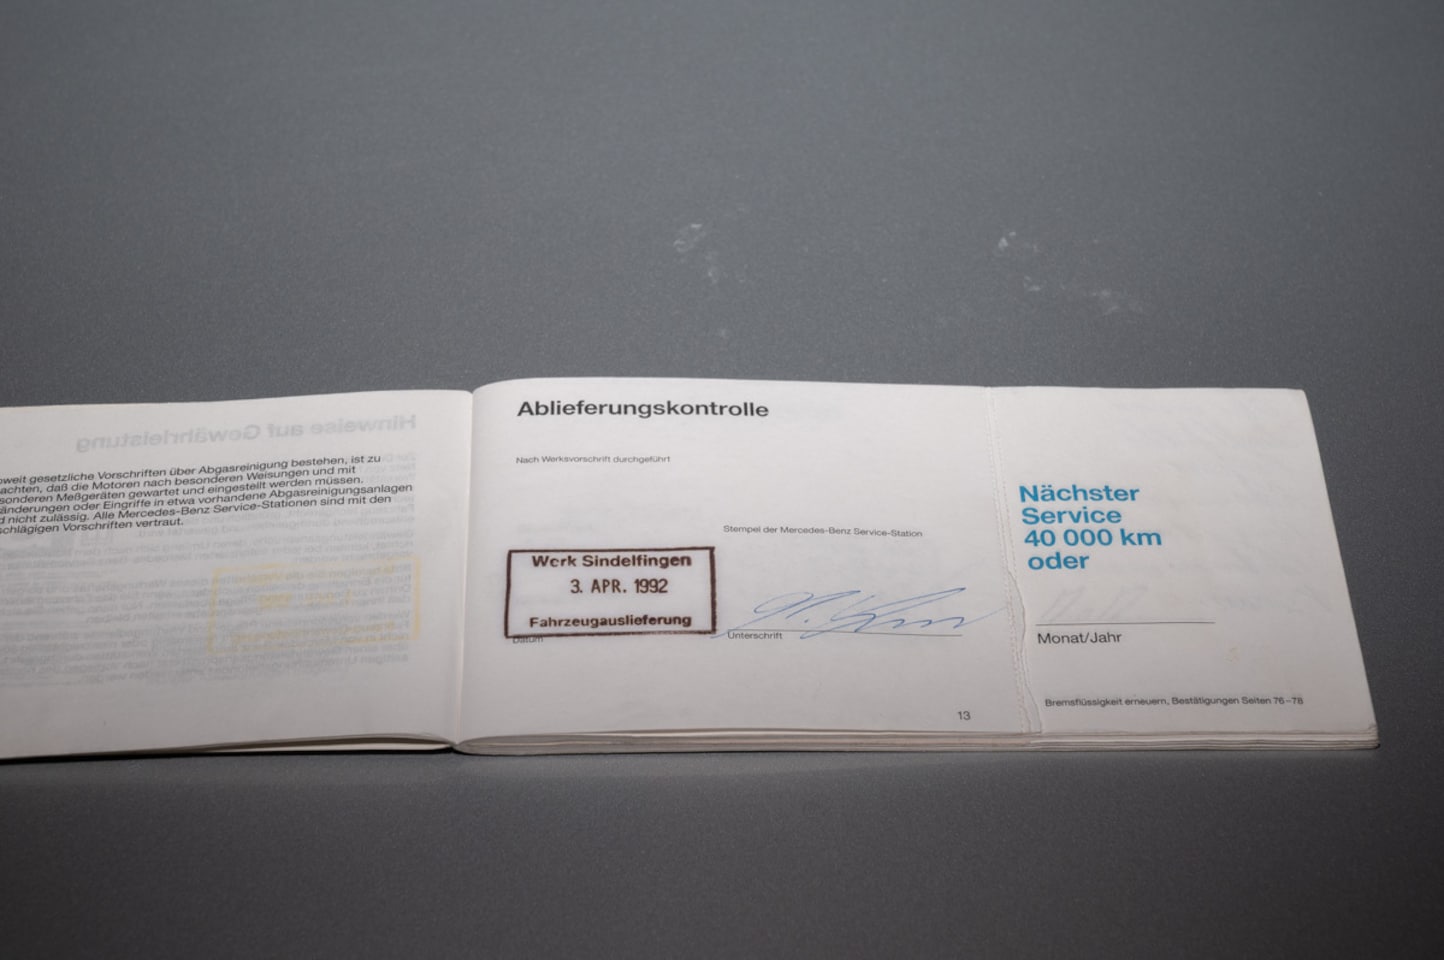 oweit gesetzliche Vorschriften über Abgasreinigung bestehen, ist zu
achten, daß die Motoren nach besonderen Weisungen und mit
sonderen Meßgeräten gewartet und eingestellt werden müssen.
änderungen oder Eingriffe in etwa vorhandene Abgasreinigungsanlagen
d nicht zulässig. Alle Mercedes-Benz Service-Stationen sind mit den
schlägigen Vorschriften vertraut.
Hinweise auf Gewährleistung
Ablieferungskontrolle
Nach Werksvorschrift durchgeführt
Stempel der Mercedes-Benz Service-Station
Werk Sindelfingen
3. APR. 1992
Fahrzeugauslieferung
Datum
Unterschrift
13
Nächster
Service
40 000 km
oder
Monat/Jahr
Bremsflüssigkeit erneuern, Bestätigungen Seiten 76–78